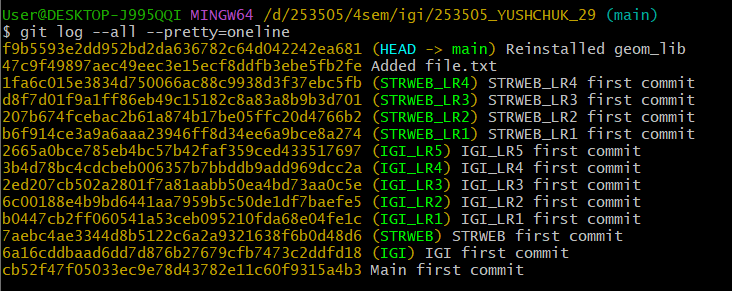 User@DESKTOP-J995QQI MINGW64 /d/253505/4sem/igi/253505_YUSHCHUK_29 (main)
$ git log --all --pretty=oneline
f9b5593e2dd952bd2da636782c64d042242ea681 (HEAD -> main) Reinstalled geom_lib
47c9f49897aec49eec3e15ecf8ddfb3ebe5fb2fe Added file.txt
1fa6c015e3834d750066ac88c9938d3f37ebc5fb (STRWEB_LR4) STRWEB_LR4 first commit
d8f7d01f9a1ff86eb49c15182c8a83a8b9b3d701 (STRWEB_LR3) STRWEB_LR3 first commit
207b674fcebac2b61a874b17be05ffc20d4766b2 (STRWEB_LR2) STRWEB_LR2 first commit
b6f914ce3a9a6aaa23946ff8d34ee6a9bce8a274 (STRWEB_LR1) STRWEB_LR1 first commit
2665a0bce785eb4bc57b42faf359ced433517697 (IGI_LR5) IGI_LR5 first commit
3b4d78bc4cdcbeb006357b7bbddb9add969dcc2a (IGI_LR4) IGI_LR4 first commit
2ed207cb502a2801f7a81aabb50ea4bd73aa0c5e (IGI_LR3) IGI_LR3 first commit
6c00188e4b9bd6441aa7959b5c50de1df7baefe5 (IGI_LR2) IGI_LR2 first commit
b0447cb2ff060541a53ceb095210fda68e04fe1c (IGI_LR1) IGI_LR1 first commit
7aebc4ae3344d8b5122c6a2a9321638f6b0d48d6 (STRWEB) STRWEB first commit
6a16cddbaad6dd7d876b27679cfb7473c2ddfd18 (IGI) IGI first commit
cb52f47f05033ec9e78d43782e11c60f9315a4b3 Main first commit